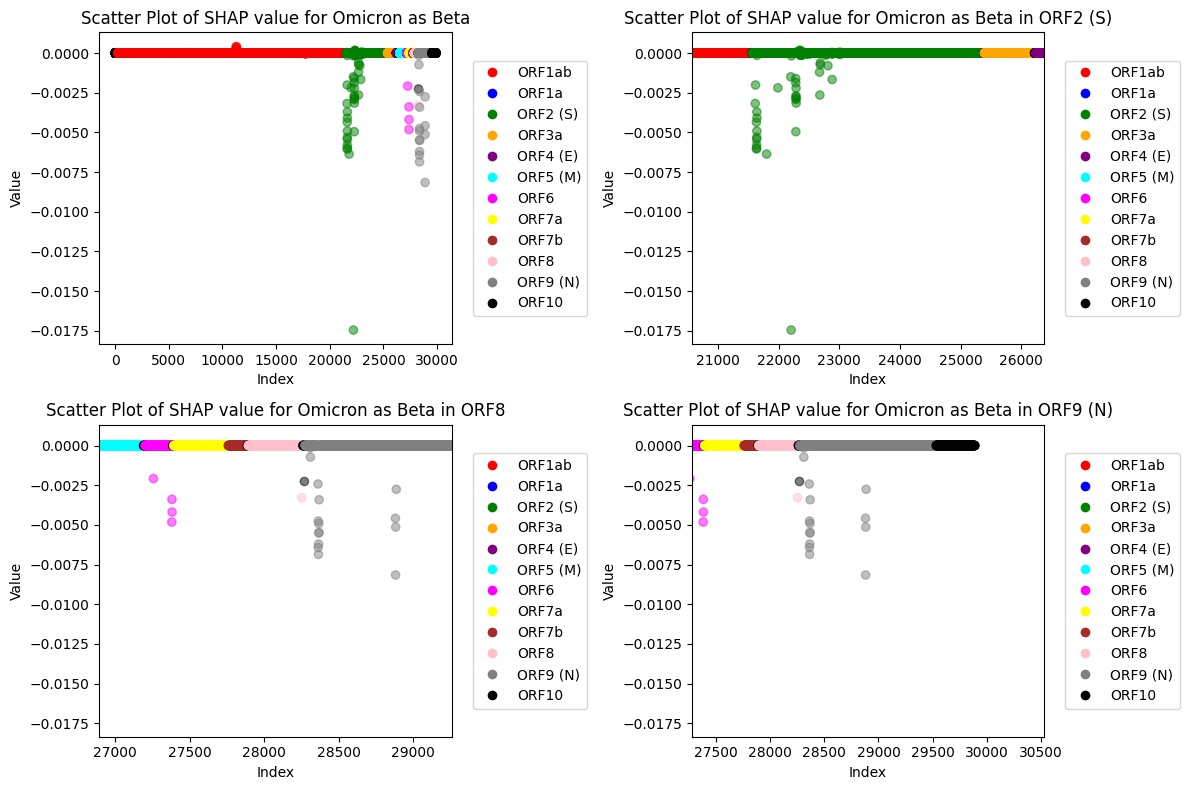 Scatter Plot of SHAP value for Omicron as Beta
0.0000
−0.0025
−0.0050
−0.0075
−0.0100
−0.0125
−0.0150
−0.0175
Value
0 5000 10000 15000 20000 25000 30000
Index
ORF1ab
ORF1a
ORF2 (S)
ORF3a
ORF4 (E)
ORF5 (M)
ORF6
ORF7a
ORF7b
ORF8
ORF9 (N)
ORF10
Scatter Plot of SHAP value for Omicron as Beta in ORF2 (S)
0.0000
−0.0025
−0.0050
−0.0075
−0.0100
−0.0125
−0.0150
−0.0175
Value
21000 22000 23000 24000 25000 26000
Index
ORF1ab
ORF1a
ORF2 (S)
ORF3a
ORF4 (E)
ORF5 (M)
ORF6
ORF7a
ORF7b
ORF8
ORF9 (N)
ORF10
Scatter Plot of SHAP value for Omicron as Beta in ORF8
0.0000
−0.0025
−0.0050
−0.0075
−0.0100
−0.0125
−0.0150
−0.0175
Value
27000 27500 28000 28500 29000
Index
ORF1ab
ORF1a
ORF2 (S)
ORF3a
ORF4 (E)
ORF5 (M)
ORF6
ORF7a
ORF7b
ORF8
ORF9 (N)
ORF10
Scatter Plot of SHAP value for Omicron as Beta in ORF9 (N)
0.0000
−0.0025
−0.0050
−0.0075
−0.0100
−0.0125
−0.0150
−0.0175
Value
27500 28000 28500 29000 29500 30000 30500
Index
ORF1ab
ORF1a
ORF2 (S)
ORF3a
ORF4 (E)
ORF5 (M)
ORF6
ORF7a
ORF7b
ORF8
ORF9 (N)
ORF10